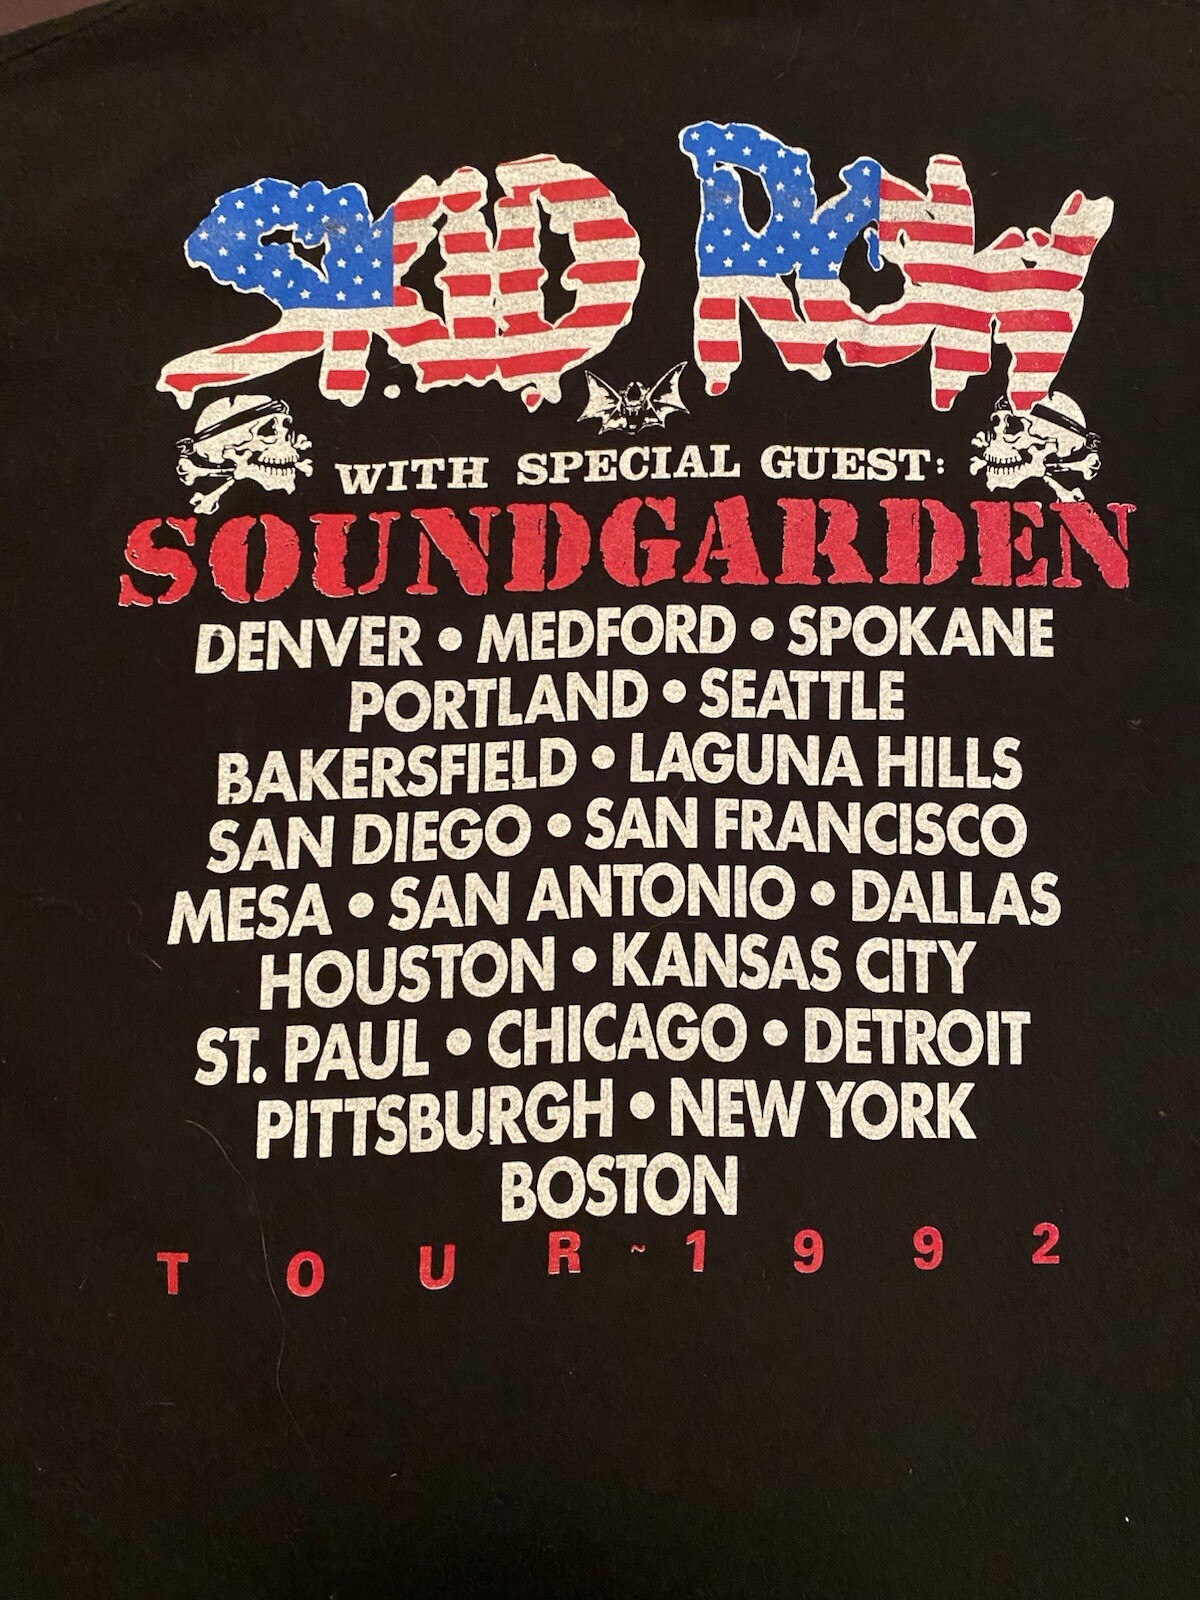 SKID ROW
WITH SPECIAL GUEST:
SOUNDGARDEN
DENVER • MEDFORD • SPOKANE
PORTLAND • SEATTLE
BAKERSFIELD • LAGUNA HILLS
SAN DIEGO • SAN FRANCISCO
MESA • SAN ANTONIO • DALLAS
HOUSTON • KANSAS CITY
ST. PAUL • CHICAGO • DETROIT
PITTSBURGH • NEW YORK
BOSTON
TOUR ~ 1992